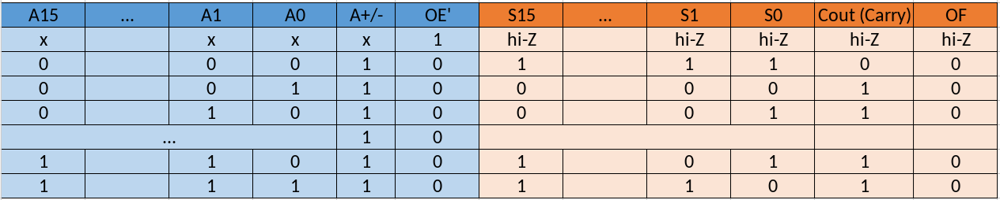 A15 ... A1 A0 A+/- OE' S15 ... S1 S0 Cout (Carry) OF
x x x x 1 hi-Z hi-Z hi-Z hi-Z hi-Z
0 0 0 1 0 1 1 1 0 0
0 0 1 1 0 0 0 0 1 0
0 1 0 1 0 0 0 1 1 0
... 1 0
1 1 0 1 0 1 0 1 1 0
1 1 1 1 0 1 1 0 1 0